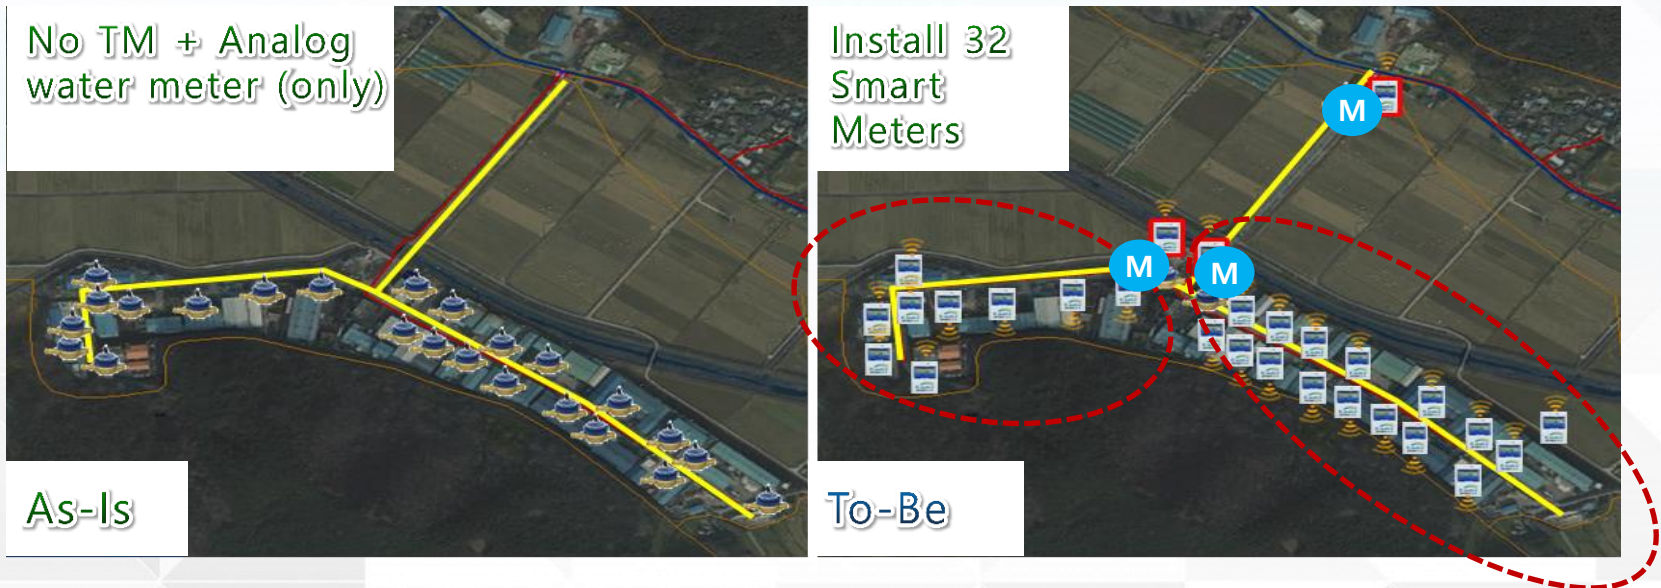 No TM + Analog
water meter (only)
As-Is
Install 32
Smart
Meters
M
M
M
To-Be